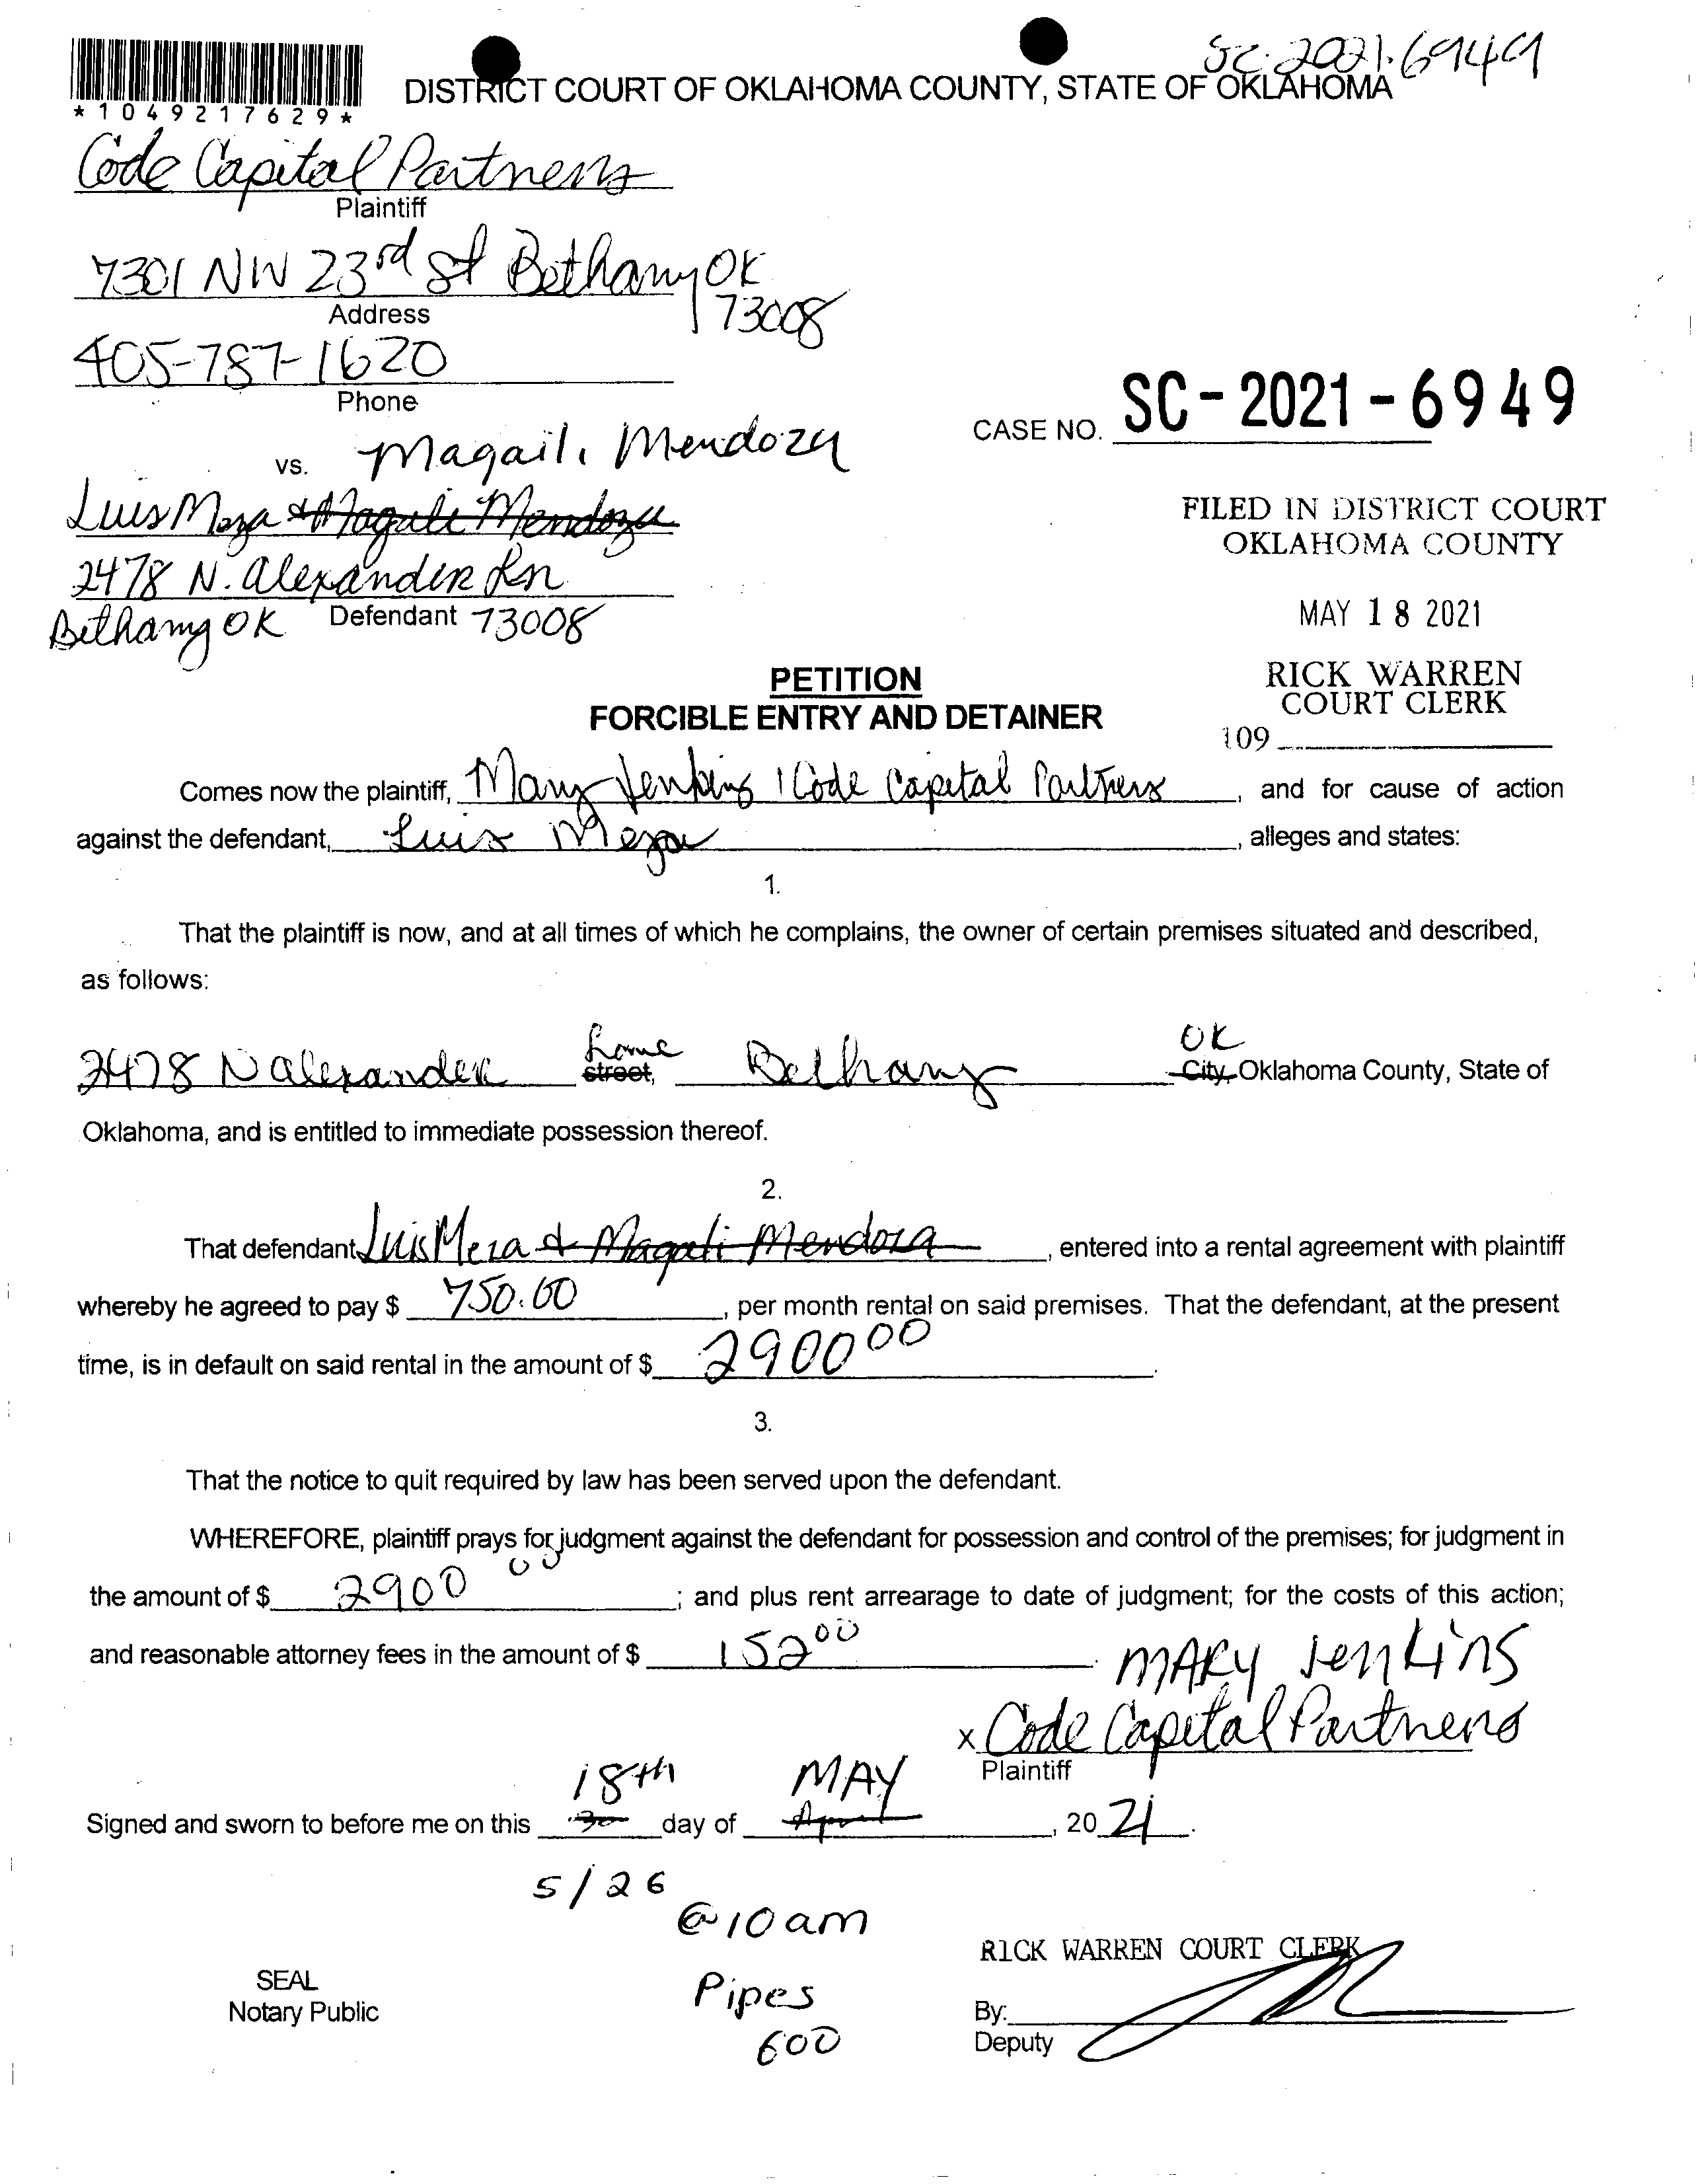 SC-2021-6949
*1049217629*
DISTRICT COURT OF OKLAHOMA COUNTY, STATE OF OKLAHOMA
Code Capital Partners
Plaintiff
7301 NW 23rd St Bethany OK
73008
Address
405-787-1620
Phone
CASE NO. SC-2021-6949
vs. Magaili Mendoza
Luis Meza & Magali Mendoza
2478 N. Alexander Ln
Bethany OK Defendant 73008
FILED IN DISTRICT COURT
OKLAHOMA COUNTY
MAY 18 2021
RICK WARREN
COURT CLERK
109
PETITION
FORCIBLE ENTRY AND DETAINER
Comes now the plaintiff, Mary Jenkins / Code Capital Partners, and for cause of action
against the defendant, Luis Meza, alleges and states:
1.
That the plaintiff is now, and at all times of which he complains, the owner of certain premises situated and described,
as follows:
2478 N Alexander lane street, Bethany OK City, Oklahoma County, State of
Oklahoma, and is entitled to immediate possession thereof.
2.
That defendant Luis Meza & Magali Mendoza, entered into a rental agreement with plaintiff
whereby he agreed to pay $ 750.00, per month rental on said premises. That the defendant, at the present
time, is in default on said rental in the amount of $ 2900 00.
3.
That the notice to quit required by law has been served upon the defendant.
WHEREFORE, plaintiff prays for judgment against the defendant for possession and control of the premises; for judgment in
the amount of $ 2900 00; and plus rent arrearage to date of judgment; for the costs of this action;
and reasonable attorney fees in the amount of $ 152 00.
MARY Jenkins
x Code Capital Partners
Plaintiff
18th MAY
Signed and sworn to before me on this 30 day of April, 2021.
5/26
@10am
Pipes
600
SEAL
Notary Public
RICK WARREN COURT CLERK
By:
Deputy